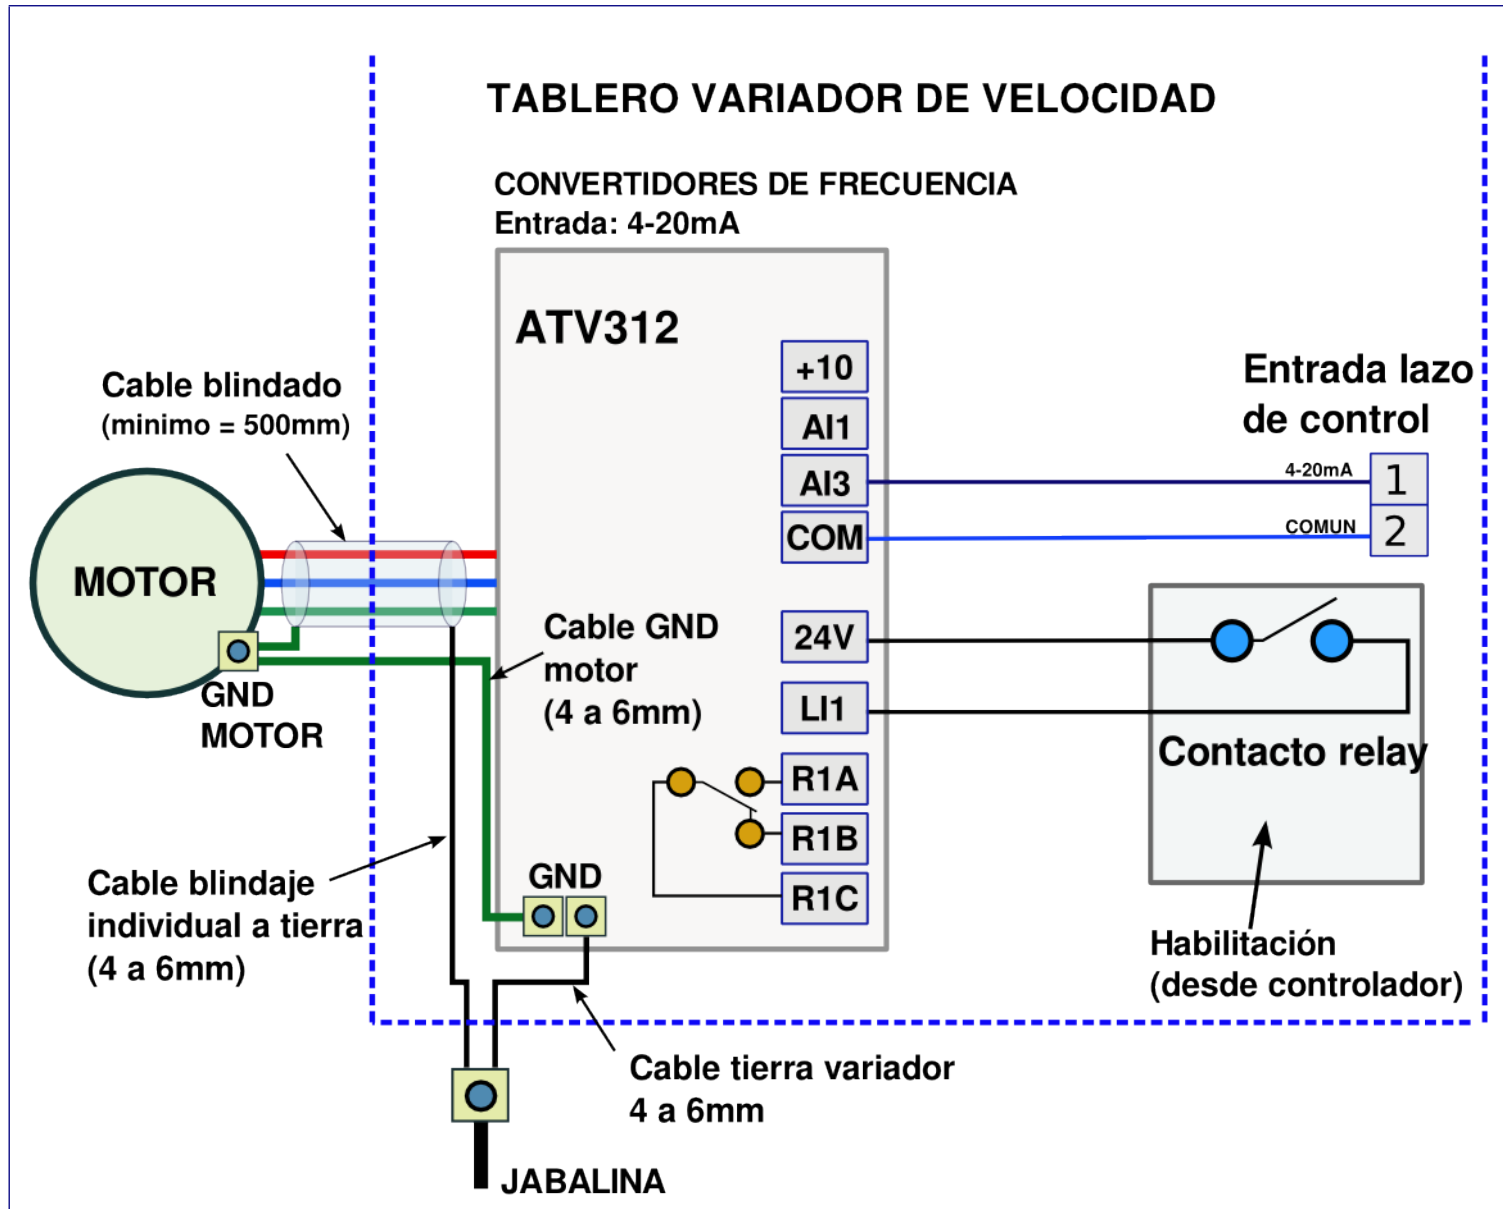 TABLERO VARIADOR DE VELOCIDAD
CONVERTIDORES DE FRECUENCIA
Entrada: 4-20mA
ATV312
+10
AI1
AI3
COM
24V
LI1
R1A
R1B
R1C
Entrada lazo
de control
4-20mA
1
COMUN
2
Cable blindado
(minimo = 500mm)
MOTOR
GND
MOTOR
Cable GND
motor
(4 a 6mm)
Contacto relay
GND
Cable blindaje
individual a tierra
(4 a 6mm)
Habilitación
(desde controlador)
Cable tierra variador
4 a 6mm
JABALINA